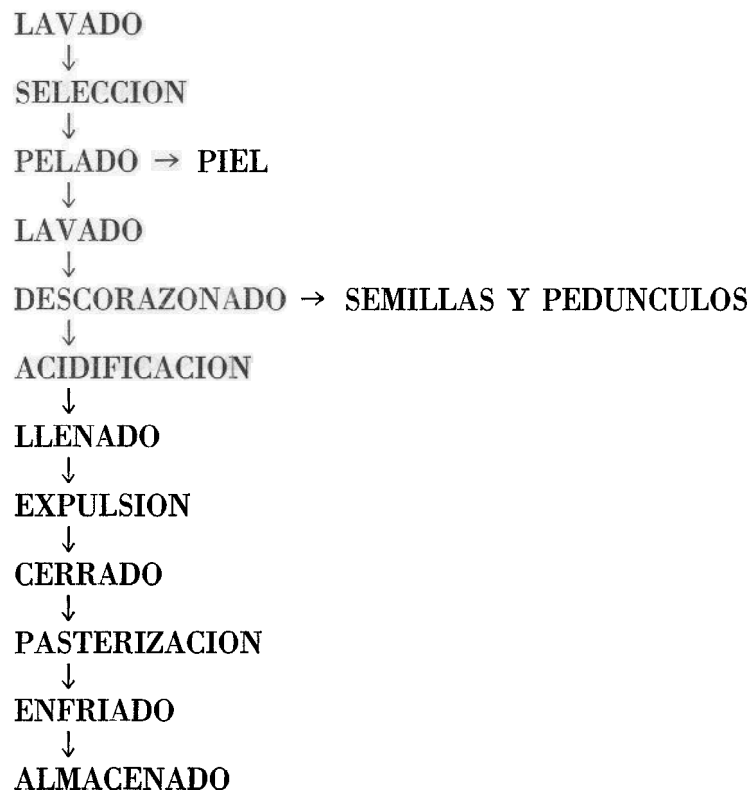 LAVADO
↓
SELECCION
↓
PELADO → PIEL
↓
LAVADO
↓
DESCORAZONADO → SEMILLAS Y PEDUNCULOS
↓
ACIDIFICACION
↓
LLENADO
↓
EXPULSION
↓
CERRADO
↓
PASTERIZACION
↓
ENFRIADO
↓
ALMACENADO